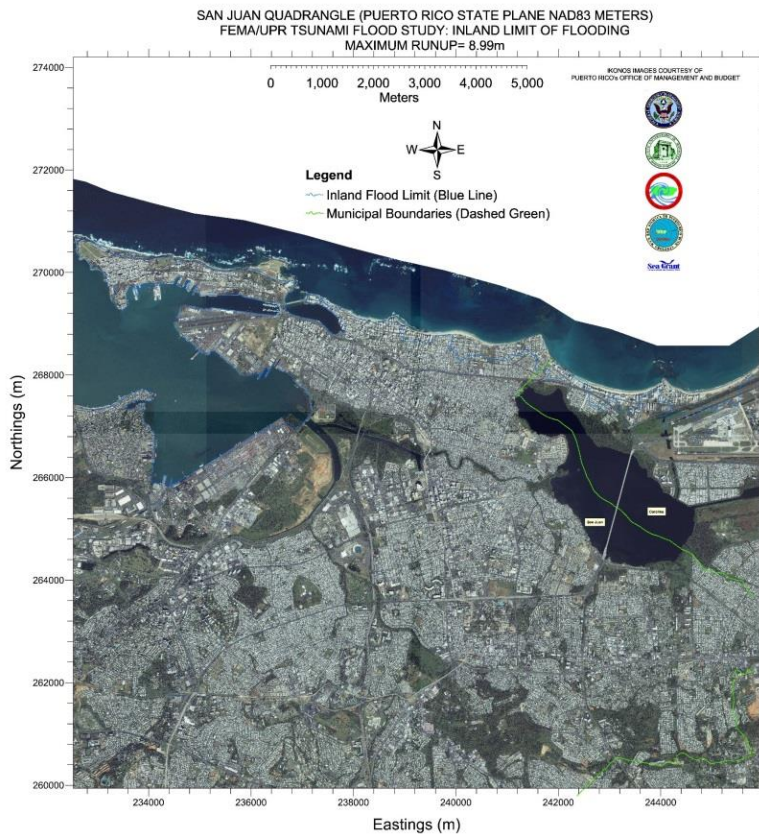 SAN JUAN QUADRANGLE (PUERTO RICO STATE PLANE NAD83 METERS)
FEMA/UPR TSUNAMI FLOOD STUDY: INLAND LIMIT OF FLOODING
MAXIMUM RUNUP= 8.99m
274000
272000
270000
268000
266000
264000
262000
260000
Northings (m)
0 1,000 2,000 3,000 4,000 5,000
Meters
IKONOS IMAGES COURTESY OF
PUERTO RICO's OFFICE OF MANAGEMENT AND BUDGET
N
W E
S
Legend
Inland Flood Limit (Blue Line)
Municipal Boundaries (Dashed Green)
Sea Grant
San Juan
Carolina
234000 236000 238000 240000 242000 244000
Eastings (m)